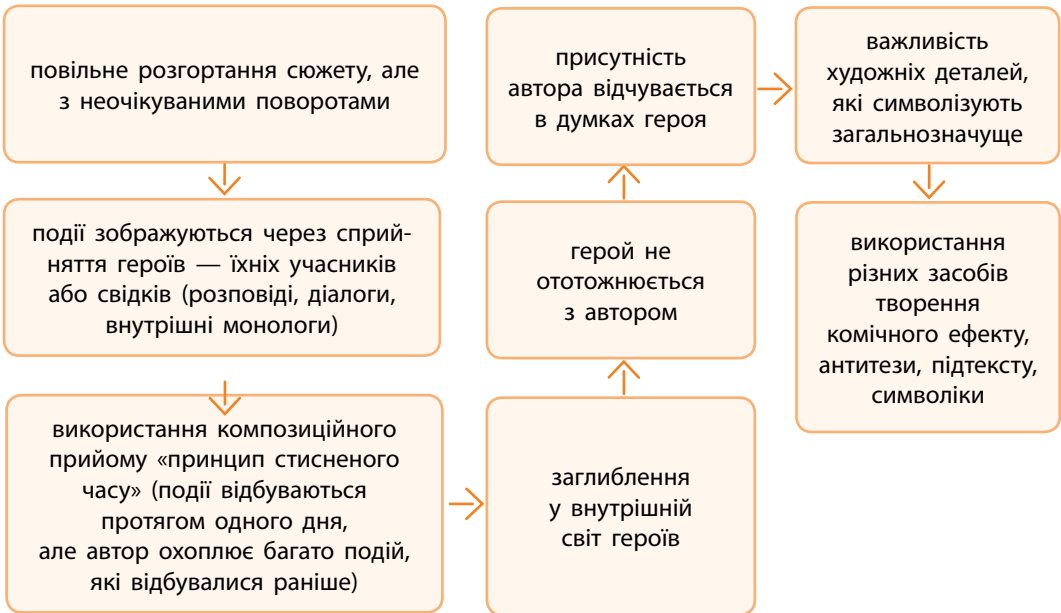 повільне розгортання сюжету, але
з неочікуваними поворотами
події зображуються через сприй-
няття героїв — їхніх учасників
або свідків (розповіді, діалоги,
внутрішні монологи)
використання композиційного
прийому «принцип стисненого
часу» (події відбуваються
протягом одного дня,
але автор охоплює багато подій,
які відбувалися раніше)
заглиблення
у внутрішній
світ героїв
герой не
ототожнюється
з автором
присутність
автора відчувається
в думках героя
важливість
художніх деталей,
які символізують
загальнозначуще
використання
різних засобів
творення
комічного ефекту,
антитези, підтексту,
символіки